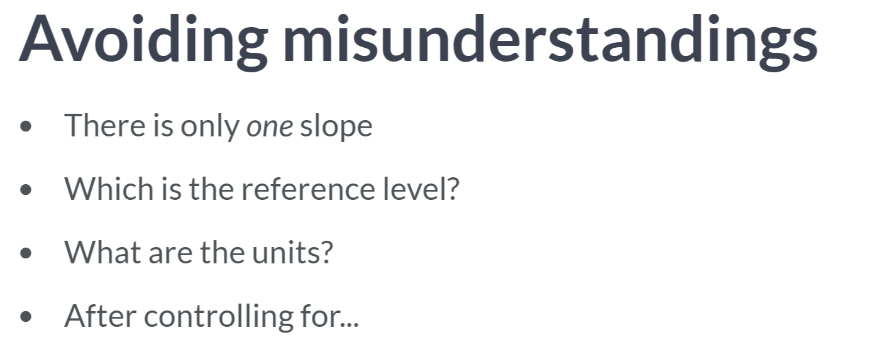 Avoiding misunderstandings
• There is only one slope
• Which is the reference level?
• What are the units?
• After controlling for...